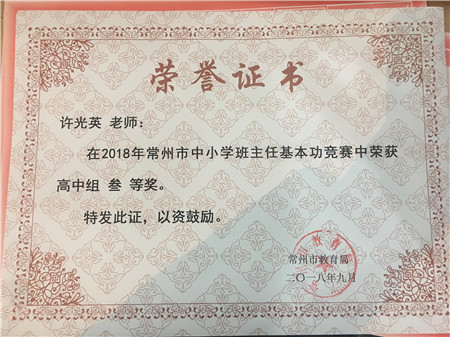 荣誉证书
许光英 老师：
在2018年常州市中小学班主任基本功竞赛中荣获
高中组 叁 等奖。
特发此证，以资鼓励。
常州市教育局
二〇一八年九月